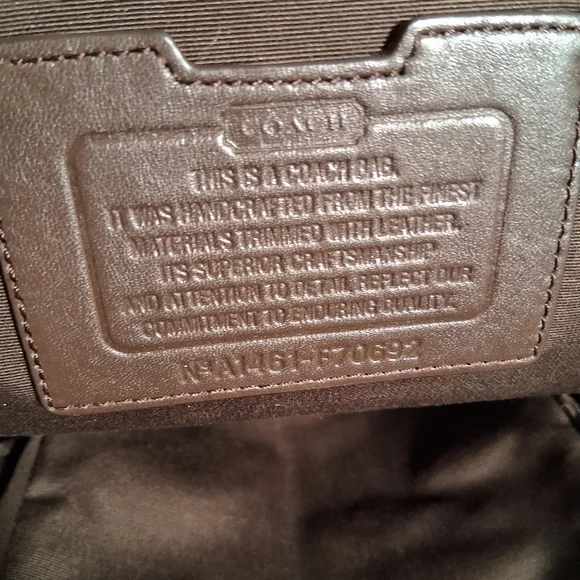 COACH
THIS IS A COACH BAG.
IT WAS HANDCRAFTED FROM THE FINEST
MATERIALS TRIMMED WITH LEATHER.
ITS SUPERIOR CRAFTSMANSHIP
AND ATTENTION TO DETAIL REFLECT OUR
COMMITMENT TO ENDURING QUALITY.
Nº A1461-F70692